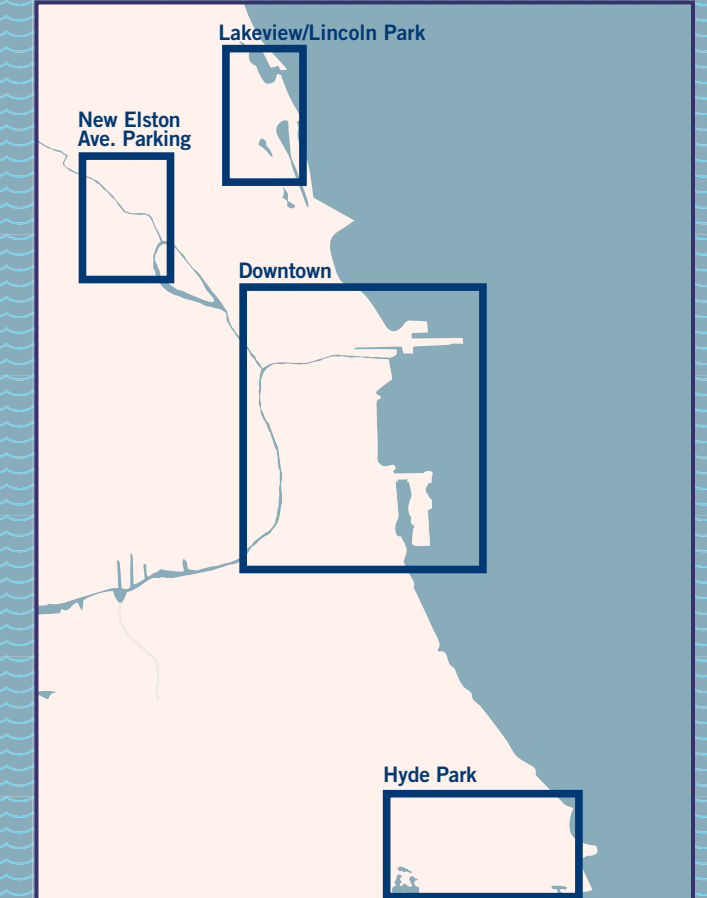 Lakeview/Lincoln Park
New Elston
Ave. Parking
Downtown
Hyde Park